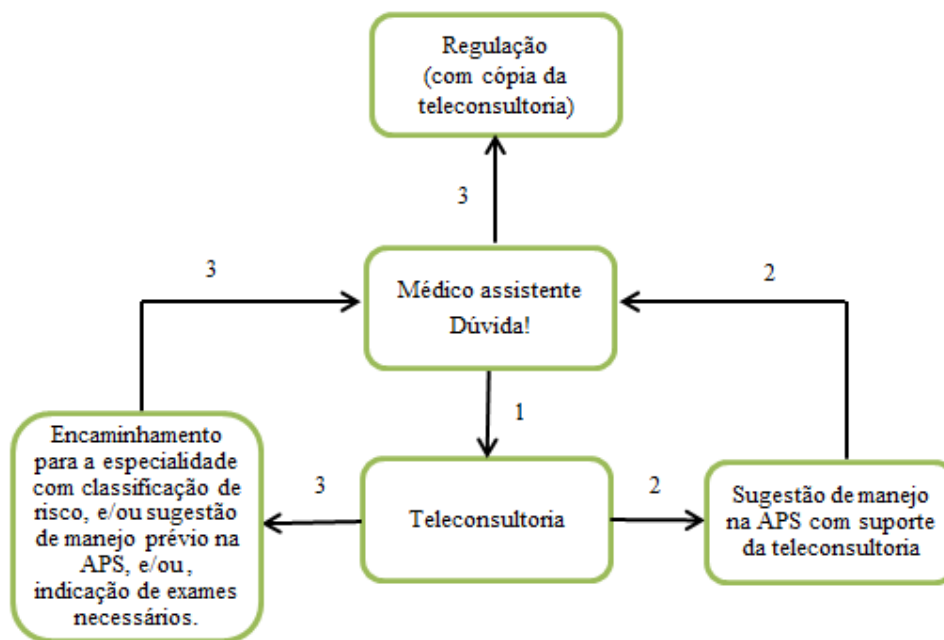 Regulação
(com cópia da
teleconsultoria)
3
3
2
Médico assistente
Dúvida!
1
Encaminhamento
para a especialidade
com classificação de
risco, e/ou sugestão
de manejo prévio na
APS, e/ou,
indicação de exames
necessários.
3
Teleconsultoria
2
Sugestão de manejo
na APS com suporte
da teleconsultoria